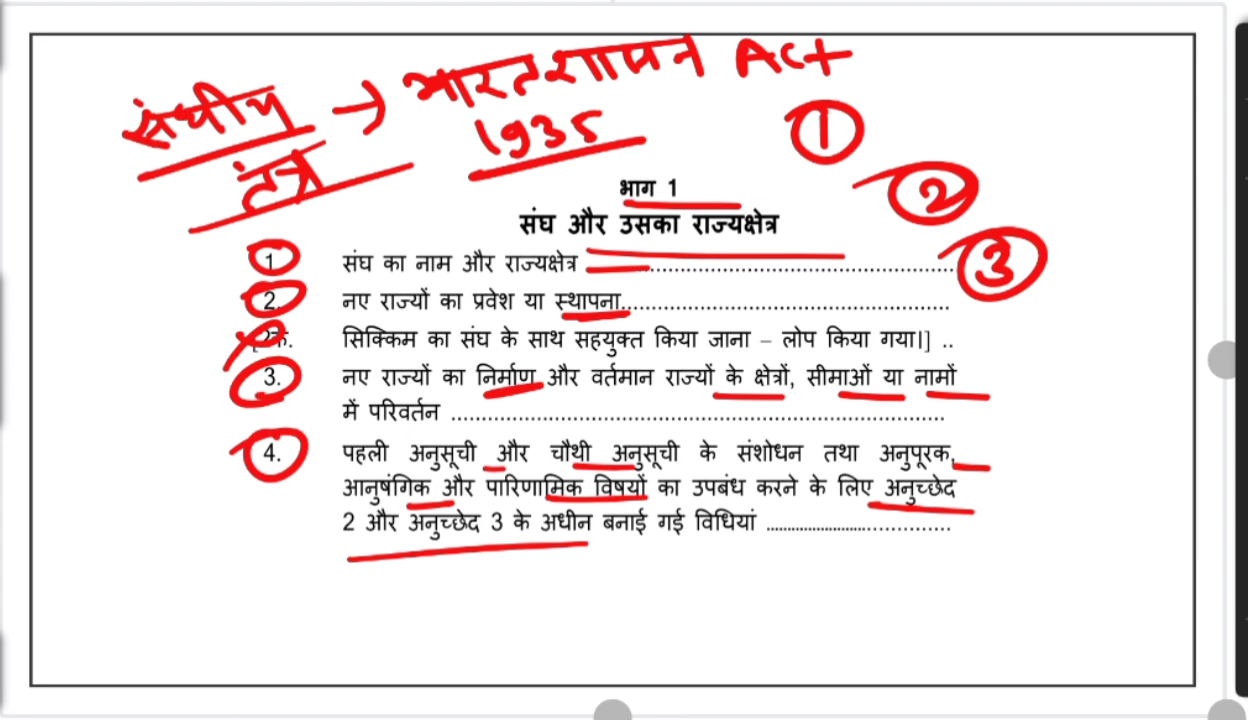 संघीय → भारत शासन Act
तंत्र
1935
1
2
3
भाग 1
संघ और उसका राज्यक्षेत्र
1 संघ का नाम और राज्यक्षेत्र ..................................................
2. नए राज्यों का प्रवेश या स्थापना......................................................
[2क. सिक्किम का संघ के साथ सहयुक्त किया जाना – लोप किया गया।] ..
3. नए राज्यों का निर्माण और वर्तमान राज्यों के क्षेत्रों, सीमाओं या नामों
में परिवर्तन ..................................................................................
4. पहली अनुसूची और चौथी अनुसूची के संशोधन तथा अनुपूरक,
आनुषंगिक और पारिणामिक विषयों का उपबंध करने के लिए अनुच्छेद
2 और अनुच्छेद 3 के अधीन बनाई गई विधियां .......................................